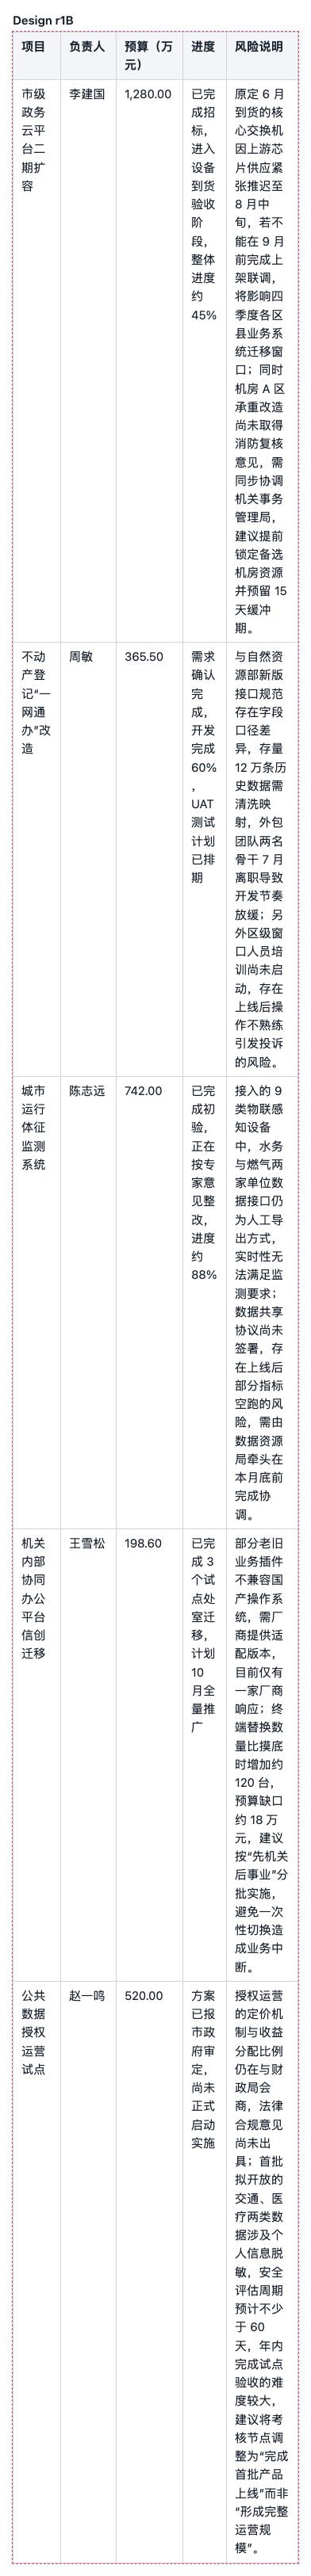 Design r1B
项目
负责人
预算（万
元）
进度
风险说明
市级
政务
云平
台二
期扩
容
李建国
1,280.00
已完
成招
标，
进入
设备
到货
验收
阶
段，
整体
进度
约
45%
原定 6 月
到货的核
心交换机
因上游芯
片供应紧
张推迟至
8 月中
旬，若不
能在 9 月
前完成上
架联调，
将影响四
季度各区
县业务系
统迁移窗
口；同时
机房 A 区
承重改造
尚未取得
消防复核
意见，需
同步协调
机关事务
管理局，
建议提前
锁定备选
机房资源
并预留 15
天缓冲
期。
不动
产登
记“一
网通
办”改
造
周敏
365.50
需求
确认
完
成，
开发
完成
60%
，
UAT
测试
计划
已排
期
与自然资
源部新版
接口规范
存在字段
口径差
异，存量
12 万条历
史数据需
清洗映
射，外包
团队两名
骨干 7 月
离职导致
开发节奏
放缓；另
外区级窗
口人员培
训尚未启
动，存在
上线后操
作不熟练
引发投诉
的风险。
城市
运行
体征
监测
系统
陈志远
742.00
已完
成初
验，
正在
按专
家意
见整
改，
进度
约
88%
接入的 9
类物联感
知设备
中，水务
与燃气两
家单位数
据接口仍
为人工导
出方式，
实时性无
法满足监
测要求；
数据共享
协议尚未
签署，存
在上线后
部分指标
空跑的风
险，需由
数据资源
局牵头在
本月底前
完成协
调。
机关
内部
协同
办公
平台
信创
迁移
王雪松
198.60
已完
成 3
个试
点处
室迁
移，
计划
10
月全
量推
广
部分老旧
业务插件
不兼容国
产操作系
统，需厂
商提供适
配版本，
目前仅有
一家厂商
响应；终
端替换数
量比摸底
时增加约
120 台，
预算缺口
约 18 万
元，建议
按“先机关
后事业”分
批实施，
避免一次
性切换造
成业务中
断。
公共
数据
授权
运营
试点
赵一鸣
520.00
方案
已报
市政
府审
定，
尚未
正式
启动
实施
授权运营
的定价机
制与收益
分配比例
仍在与财
政局会
商，法律
合规意见
尚未出
具；首批
拟开放的
交通、医
疗两类数
据涉及个
人信息脱
敏，安全
评估周期
预计不少
于 60
天，年内
完成试点
验收的难
度较大，
建议将考
核节点调
整为“完成
首批产品
上线”而非
“形成完整
运营规
模”。